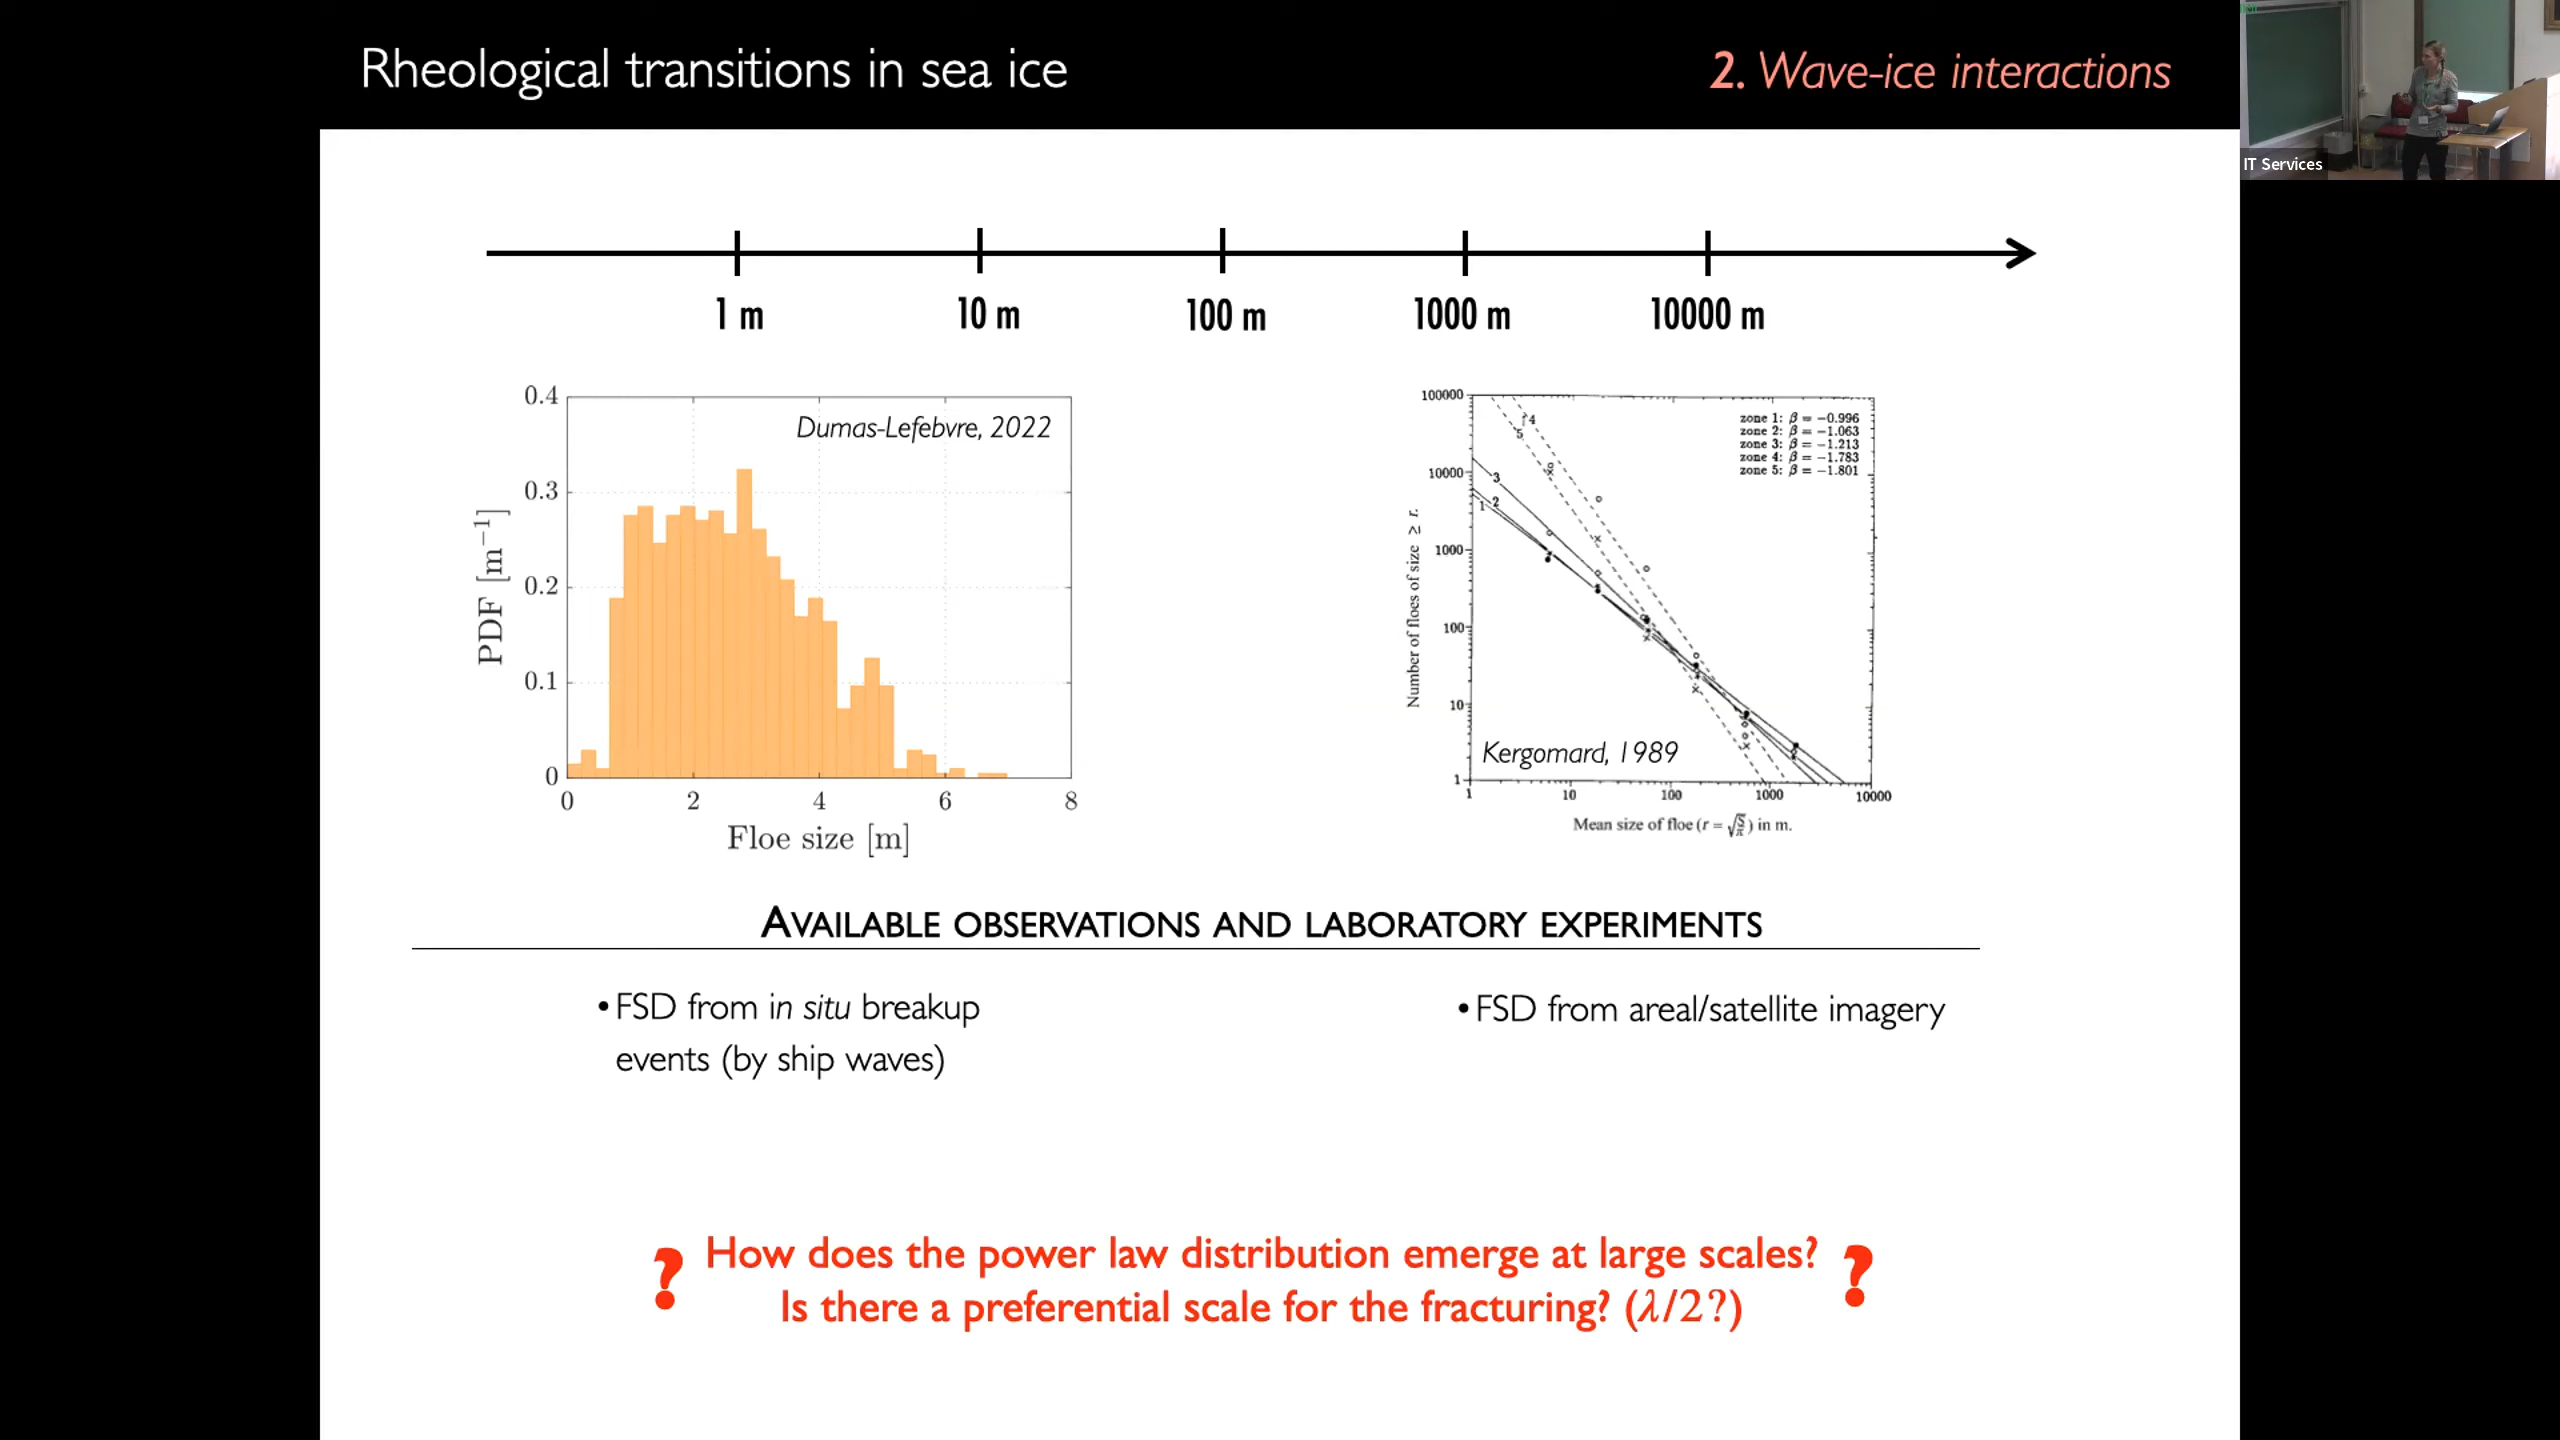 Rheological transitions in sea ice
2. Wave-ice interactions
IT Services
1 m
10 m
100 m
1000 m
10000 m
0.4
0.3
0.2
0.1
0
PDF [m⁻¹]
Dumas-Lefebvre, 2022
0 2 4 6 8
Floe size [m]
100000
10000
1000
100
10
1
Number of floes of size ≥ r.
zone 1: β = −0.996
zone 2: β = −1.063
zone 3: β = −1.213
zone 4: β = −1.783
zone 5: β = −1.801
4
5
3
2
1
Kergomard, 1989
1 10 100 1000 10000
Mean size of floe (r = √S/π) in m.
AVAILABLE OBSERVATIONS AND LABORATORY EXPERIMENTS
• FSD from in situ breakup
events (by ship waves)
• FSD from areal/satellite imagery
? How does the power law distribution emerge at large scales? ?
Is there a preferential scale for the fracturing? (λ/2?)